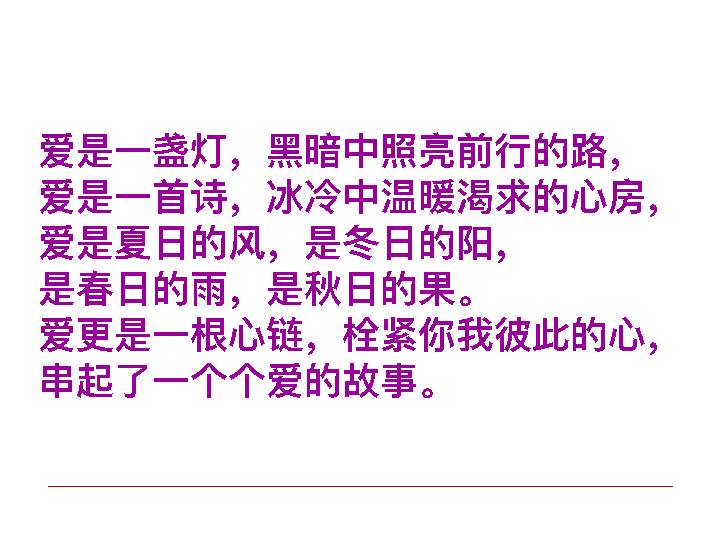 爱是一盏灯，黑暗中照亮前行的路，
爱是一首诗，冰冷中温暖渴求的心房，
爱是夏日的风，是冬日的阳，
是春日的雨，是秋日的果。
爱更是一根心链，栓紧你我彼此的心，
串起了一个个爱的故事。